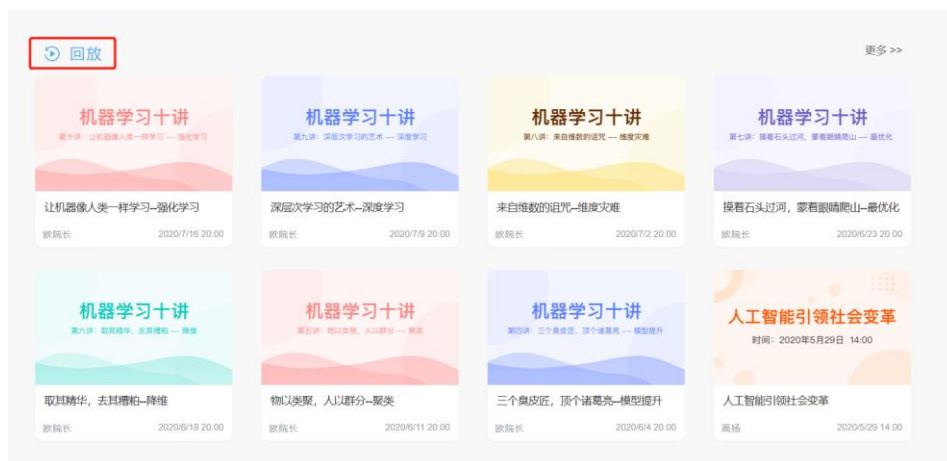 回放
更多 >>
机器学习十讲
第十讲：让机器像人类一样学习 — 强化学习
让机器像人类一样学习--强化学习
欧院长 2020/7/16 20:00
机器学习十讲
第九讲：深层次学习的艺术 — 深度学习
深层次学习的艺术--深度学习
欧院长 2020/7/9 20:00
机器学习十讲
第八讲：来自维数的诅咒 — 维度灾难
来自维数的诅咒--维度灾难
欧院长 2020/7/2 20:00
机器学习十讲
第七讲：摸着石头过河，蒙着眼睛爬山 — 最优化
摸着石头过河，蒙着眼睛爬山--最优化
欧院长 2020/6/23 20:00
机器学习十讲
第六讲：取其精华，去其糟粕 — 降维
取其精华，去其糟粕--降维
欧院长 2020/6/18 20:00
机器学习十讲
第五讲：物以类聚，人以群分 — 聚类
物以类聚，人以群分--聚类
欧院长 2020/6/11 20:00
机器学习十讲
第四讲：三个臭皮匠，顶个诸葛亮 — 模型提升
三个臭皮匠，顶个诸葛亮--模型提升
欧院长 2020/6/4 20:00
人工智能引领社会变革
时间：2020年5月29日 14:00
人工智能引领社会变革
高扬 2020/5/29 14:00